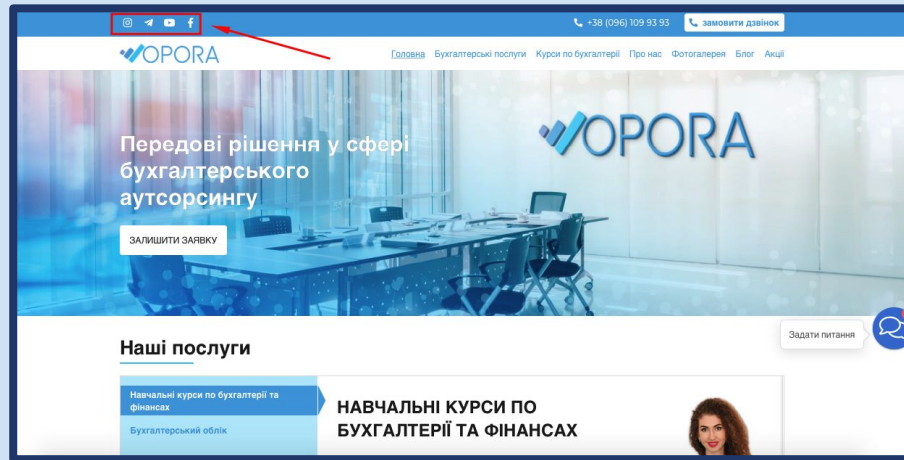 +38 (096) 109 93 93 замовити дзвінок
OPORA Головна Бухгалтерські послуги Курси по бухгалтерії Про нас Фотогалерея Блог Акції
Передові рішення у сфері
бухгалтерського
аутсорсингу
OPORA
ЗАЛИШИТИ ЗАЯВКУ
Задати питання
Наші послуги
Навчальні курси по бухгалтерії та
фінансах
Бухгалтерський облік
НАВЧАЛЬНІ КУРСИ ПО
БУХГАЛТЕРІЇ ТА ФІНАНСАХ